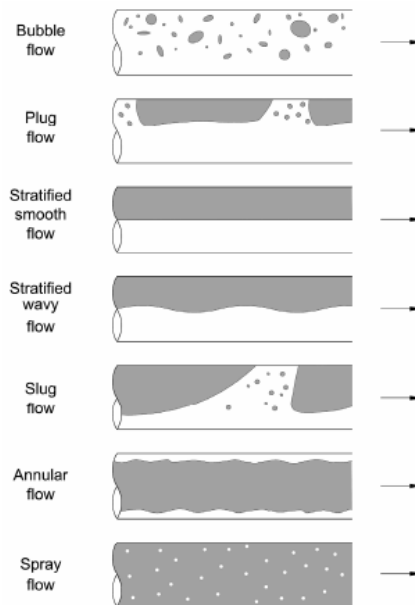 Bubble
flow
Plug
flow
Stratified
smooth
flow
Stratified
wavy
flow
Slug
flow
Annular
flow
Spray
flow